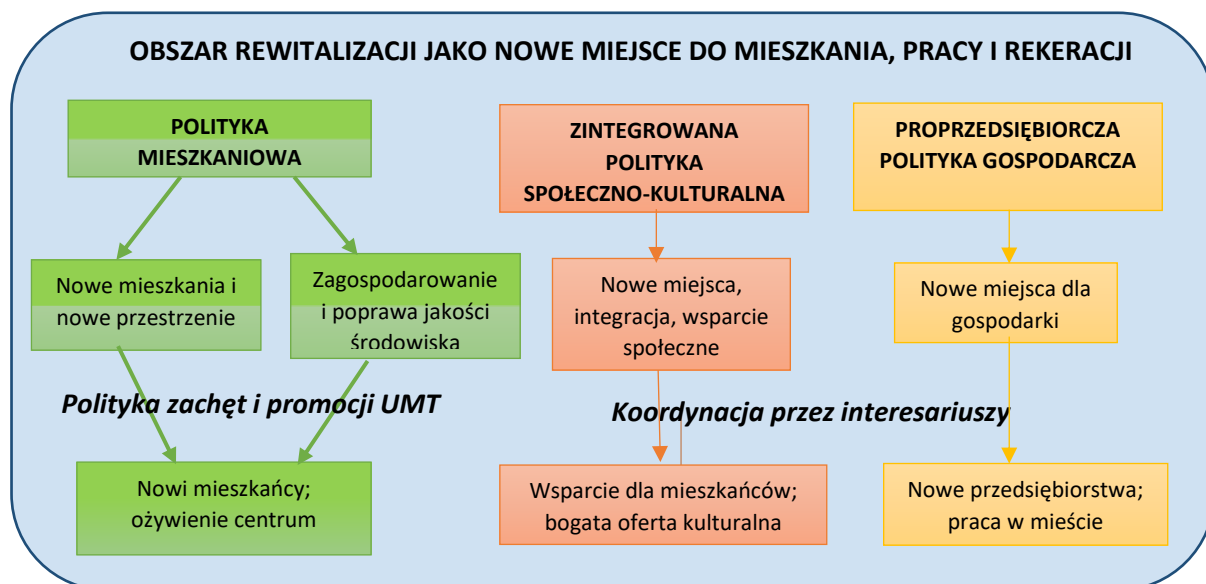 OBSZAR REWITALIZACJI JAKO NOWE MIEJSCE DO MIESZKANIA, PRACY I REKERACJI
POLITYKA
MIESZKANIOWA
ZINTEGROWANA
POLITYKA
SPOŁECZNO-KULTURALNA
PROPRZEDSIĘBIORCZA
POLITYKA GOSPODARCZA
Nowe mieszkania i
nowe przestrzenie
Zagospodarowanie
i poprawa jakości
środowiska
Nowe miejsca,
integracja, wsparcie
społeczne
Nowe miejsca dla
gospodarki
Polityka zachęt i promocji UMT
Koordynacja przez interesariuszy
Nowi mieszkańcy;
ożywienie centrum
Wsparcie dla mieszkańców;
bogata oferta kulturalna
Nowe przedsiębiorstwa;
praca w mieście